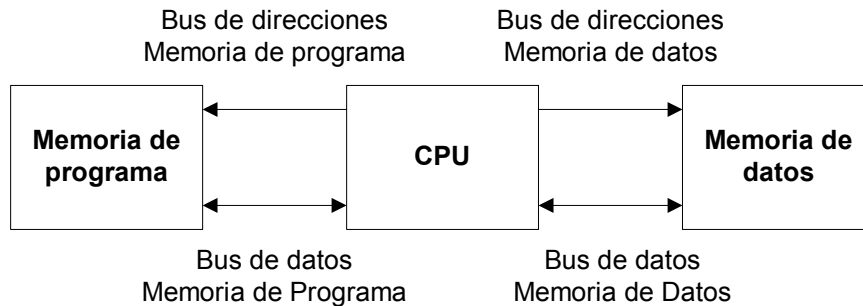 Bus de direcciones
Memoria de programa
Bus de direcciones
Memoria de datos
Memoria de
programa
CPU
Memoria de
datos
Bus de datos
Memoria de Programa
Bus de datos
Memoria de Datos